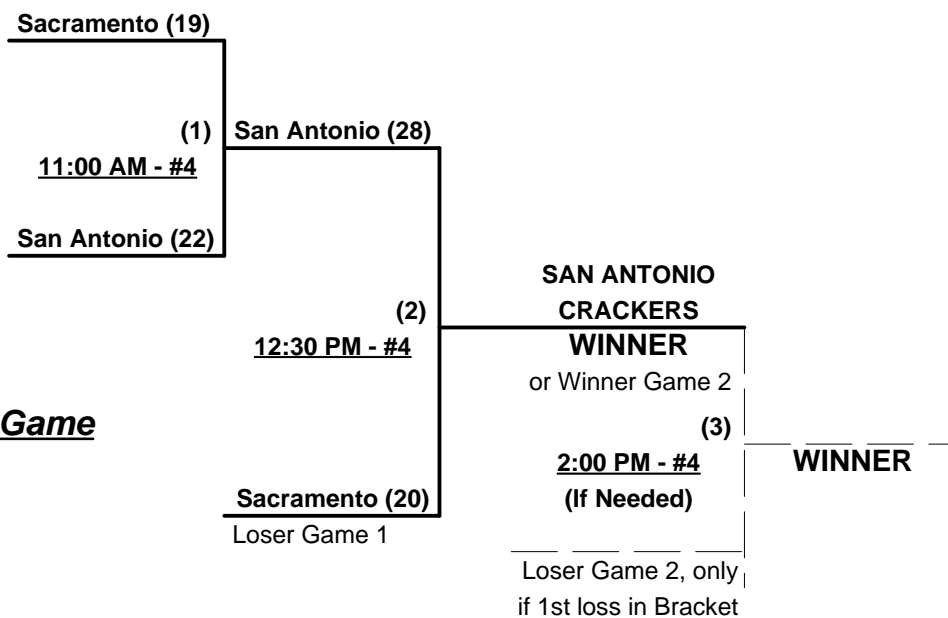 Sacramento (19)
(1) San Antonio (28)
11:00 AM - #4
San Antonio (22)
SAN ANTONIO
CRACKERS
(2)
12:30 PM - #4
WINNER
or Winner Game 2
Game
(3)
2:00 PM - #4
WINNER
Sacramento (20)
(If Needed)
Loser Game 1
Loser Game 2, only
if 1st loss in Bracket